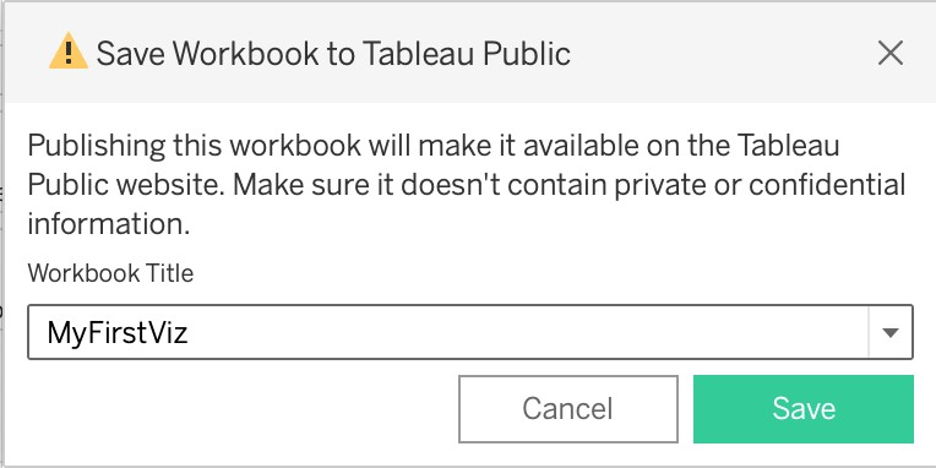 Save Workbook to Tableau Public
Publishing this workbook will make it available on the Tableau
Public website. Make sure it doesn't contain private or confidential
information.
Workbook Title
MyFirstViz
Cancel
Save